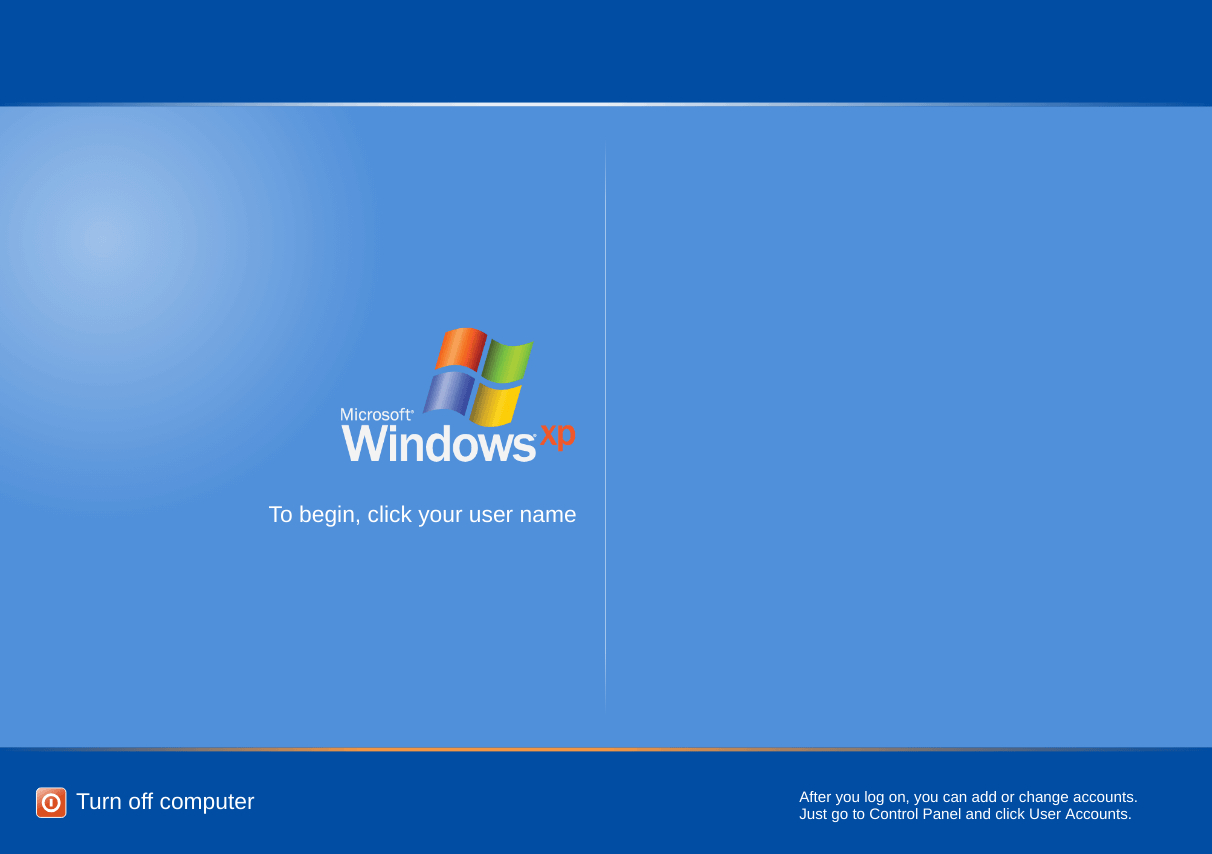 Microsoft®
Windows® xp
To begin, click your user name
Turn off computer
After you log on, you can add or change accounts.
Just go to Control Panel and click User Accounts.